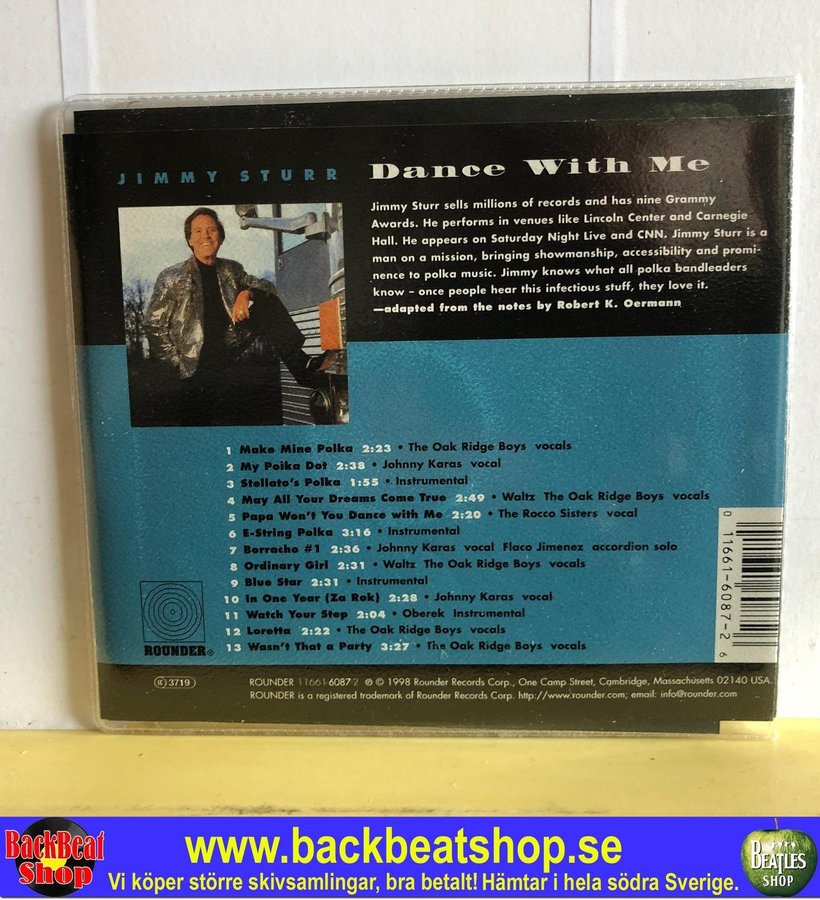 JIMMY STURR
Dance With Me
Jimmy Sturr sells millions of records and has nine Grammy
Awards. He performs in venues like Lincoln Center and Carnegie
Hall. He appears on Saturday Night Live and CNN. Jimmy Sturr is a
man on a mission, bringing showmanship, accessibility and promi-
nence to polka music. Jimmy knows what all polka bandleaders
know – once people hear this infectious stuff, they love it.
—adapted from the notes by Robert K. Oermann
1 Make Mine Polka 2:23 • The Oak Ridge Boys vocals
2 My Polka Dot 2:38 • Johnny Karas vocal
3 Stellato's Polka 1:55 • Instrumental
4 May All Your Dreams Come True 2:49 • Waltz The Oak Ridge Boys vocals
5 Papa Won't You Dance with Me 2:20 • The Rocco Sisters vocal
6 E-String Polka 3:16 • Instrumental
7 Borracho #1 2:36 • Johnny Karas vocal Flaco Jimenez accordion solo
8 Ordinary Girl 2:31 • Waltz The Oak Ridge Boys vocals
9 Blue Star 2:31 • Instrumental
10 In One Year (Za Rok) 2:28 • Johnny Karas vocal
11 Watch Your Step 2:04 • Oberek Instrumental
12 Loretta 2:22 • The Oak Ridge Boys vocals
13 Wasn't That a Party 3:27 • The Oak Ridge Boys vocals
0 11661-6087-2 6
ROUNDER®
3719
ROUNDER 11661-6087-2 ℗ © 1998 Rounder Records Corp., One Camp Street, Cambridge, Massachusetts 02140 USA.
ROUNDER is a registered trademark of Rounder Records Corp. http://www.rounder.com; email: info@rounder.com
BackBeat
Shop
www.backbeatshop.se
Vi köper större skivsamlingar, bra betalt! Hämtar i hela södra Sverige.
BEATLES
SHOP